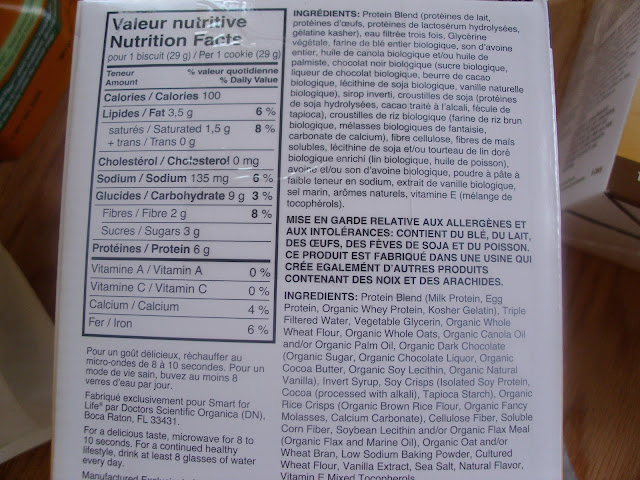 Valeur nutritive
Nutrition Facts
pour 1 biscuit (29 g) / Per 1 cookie (29 g)
Teneur % valeur quotidienne
Amount % Daily Value
Calories / Calories 100
Lipides / Fat 3,5 g 6 %
saturés / Saturated 1,5 g 8 %
+ trans / Trans 0 g
Cholestérol / Cholesterol 0 mg
Sodium / Sodium 135 mg 6 %
Glucides / Carbohydrate 9 g 3 %
Fibres / Fibre 2 g 8 %
Sucres / Sugars 3 g
Protéines / Protein 6 g
Vitamine A / Vitamin A 0 %
Vitamine C / Vitamin C 0 %
Calcium / Calcium 4 %
Fer / Iron 6 %
Pour un goût délicieux, réchauffer au
micro-ondes de 8 à 10 secondes. Pour un
mode de vie sain, buvez au moins 8
verres d'eau par jour.
Fabriqué exclusivement pour Smart for
Life® par Doctors Scientific Organica (DN).
Boca Raton, FL 33431.
For a delicious taste, microwave for 8 to
10 seconds. For a continued healthy
lifestyle, drink at least 8 glasses of water
every day.
Manufactured
INGRÉDIENTS: Protein Blend (protéines de lait,
protéines d'œufs, protéines de lactosérum hydrolysées,
gélatine kasher), eau filtrée trois fois, Glycérine
végétale, farine de blé entier biologique, son d'avoine
entier, huile de canola biologique et/ou huile de
palmiste, chocolat noir biologique (sucre biologique,
liqueur de chocolat biologique, beurre de cacao
biologique, lécithine de soja biologique, vanille naturelle
biologique), sirop inverti, croustilles de soja (protéines
de soja hydrolysées, cacao traité à l'alcali, fécule de
tapioca), croustilles de riz biologique (farine de riz brun
biologique, mélasses biologiques de fantaisie,
carbonate de calcium), fibre cellulose, fibres de maïs
solubles, lécithine de soja et/ou tourteau de lin doré
biologique enrichi (lin biologique, huile de poisson),
avoine et/ou son d'avoine biologique, poudre à pâte à
faible teneur en sodium, extrait de vanille biologique,
sel marin, arômes naturels, vitamine E (mélange de
tocophérols).
MISE EN GARDE RELATIVE AUX ALLERGÈNES ET
AUX INTOLÉRANCES: CONTIENT DU BLÉ, DU LAIT,
DES ŒUFS, DES FÈVES DE SOJA ET DU POISSON.
CE PRODUIT EST FABRIQUÉ DANS UNE USINE QUI
CRÉE EGALEMENT D'AUTRES PRODUITS
CONTENANT DES NOIX ET DES ARACHIDES.
INGREDIENTS: Protein Blend (Milk Protein, Egg
Protein, Organic Whey Protein, Kosher Gelatin), Triple
Filtered Water, Vegetable Glycerin, Organic Whole
Wheat Flour, Organic Whole Oats, Organic Canola Oil
and/or Organic Palm Oil, Organic Dark Chocolate
(Organic Sugar, Organic Chocolate Liquor, Organic
Cocoa Butter, Organic Soy Lecithin, Organic Natural
Vanilla), Invert Syrup, Soy Crisps (Isolated Soy Protein,
Cocoa (processed with alkali), Tapioca Starch), Organic
Rice Crisps (Organic Brown Rice Flour, Organic Fancy
Molasses, Calcium Carbonate), Cellulose Fiber, Soluble
Corn Fiber, Soybean Lecithin and/or Organic Flax Meal
(Organic Flax and Marine Oil), Organic Oat and/or
Wheat Bran, Low Sodium Baking Powder, Cultured
Wheat Flour, Vanilla Extract, Sea Salt, Natural Flavor,
Vitamin E Mixed Tocopherols